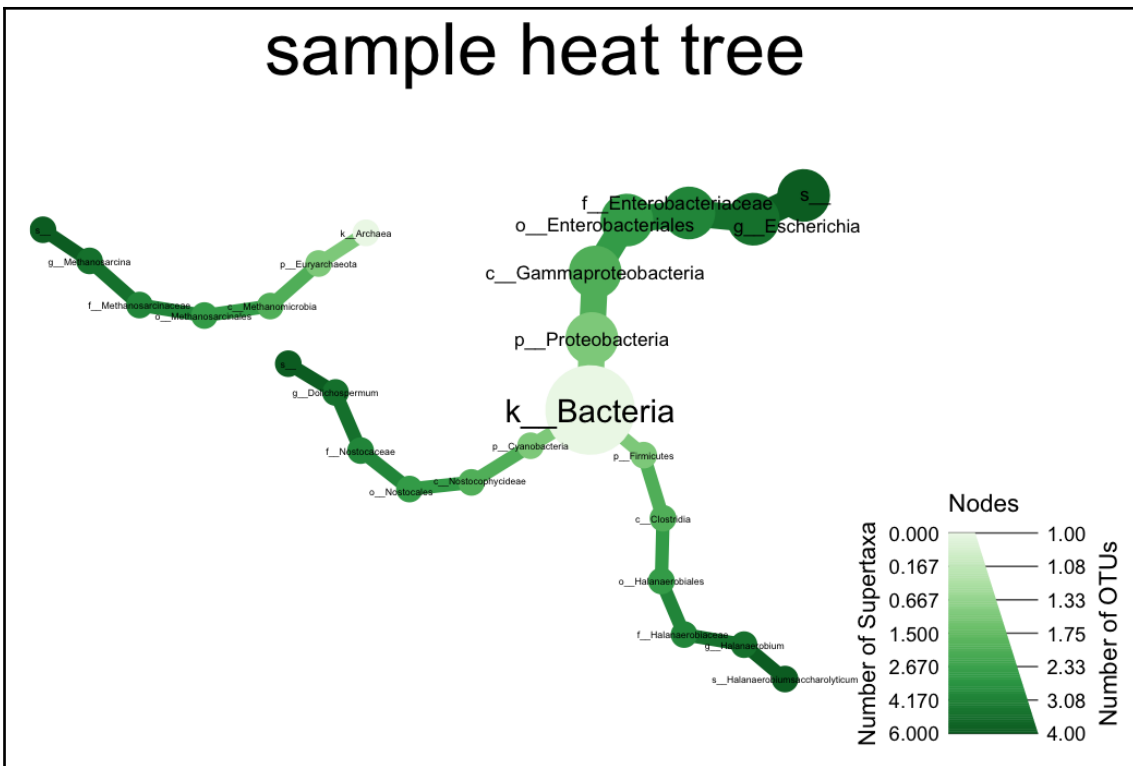 sample heat tree
s__
g__Methanosarcina
f__Methanosarcinaceae
o__Methanosarcinales
c__Methanomicrobia
p__Euryarchaeota
k__Archaea
s__
g__Escherichia
f__Enterobacteriaceae
o__Enterobacteriales
c__Gammaproteobacteria
p__Proteobacteria
k__Bacteria
s__
g__Dolichospermum
f__Nostocaceae
o__Nostocales
c__Nostocophycideae
p__Cyanobacteria
p__Firmicutes
c__Clostridia
o__Halanaerobiales
f__Halanaerobiaceae
g__Halanaerobium
s__Halanaerobiumsaccharolyticum
Nodes
Number of Supertaxa
0.000
0.167
0.667
1.500
2.670
4.170
6.000
1.00
1.08
1.33
1.75
2.33
3.08
4.00
Number of OTUs